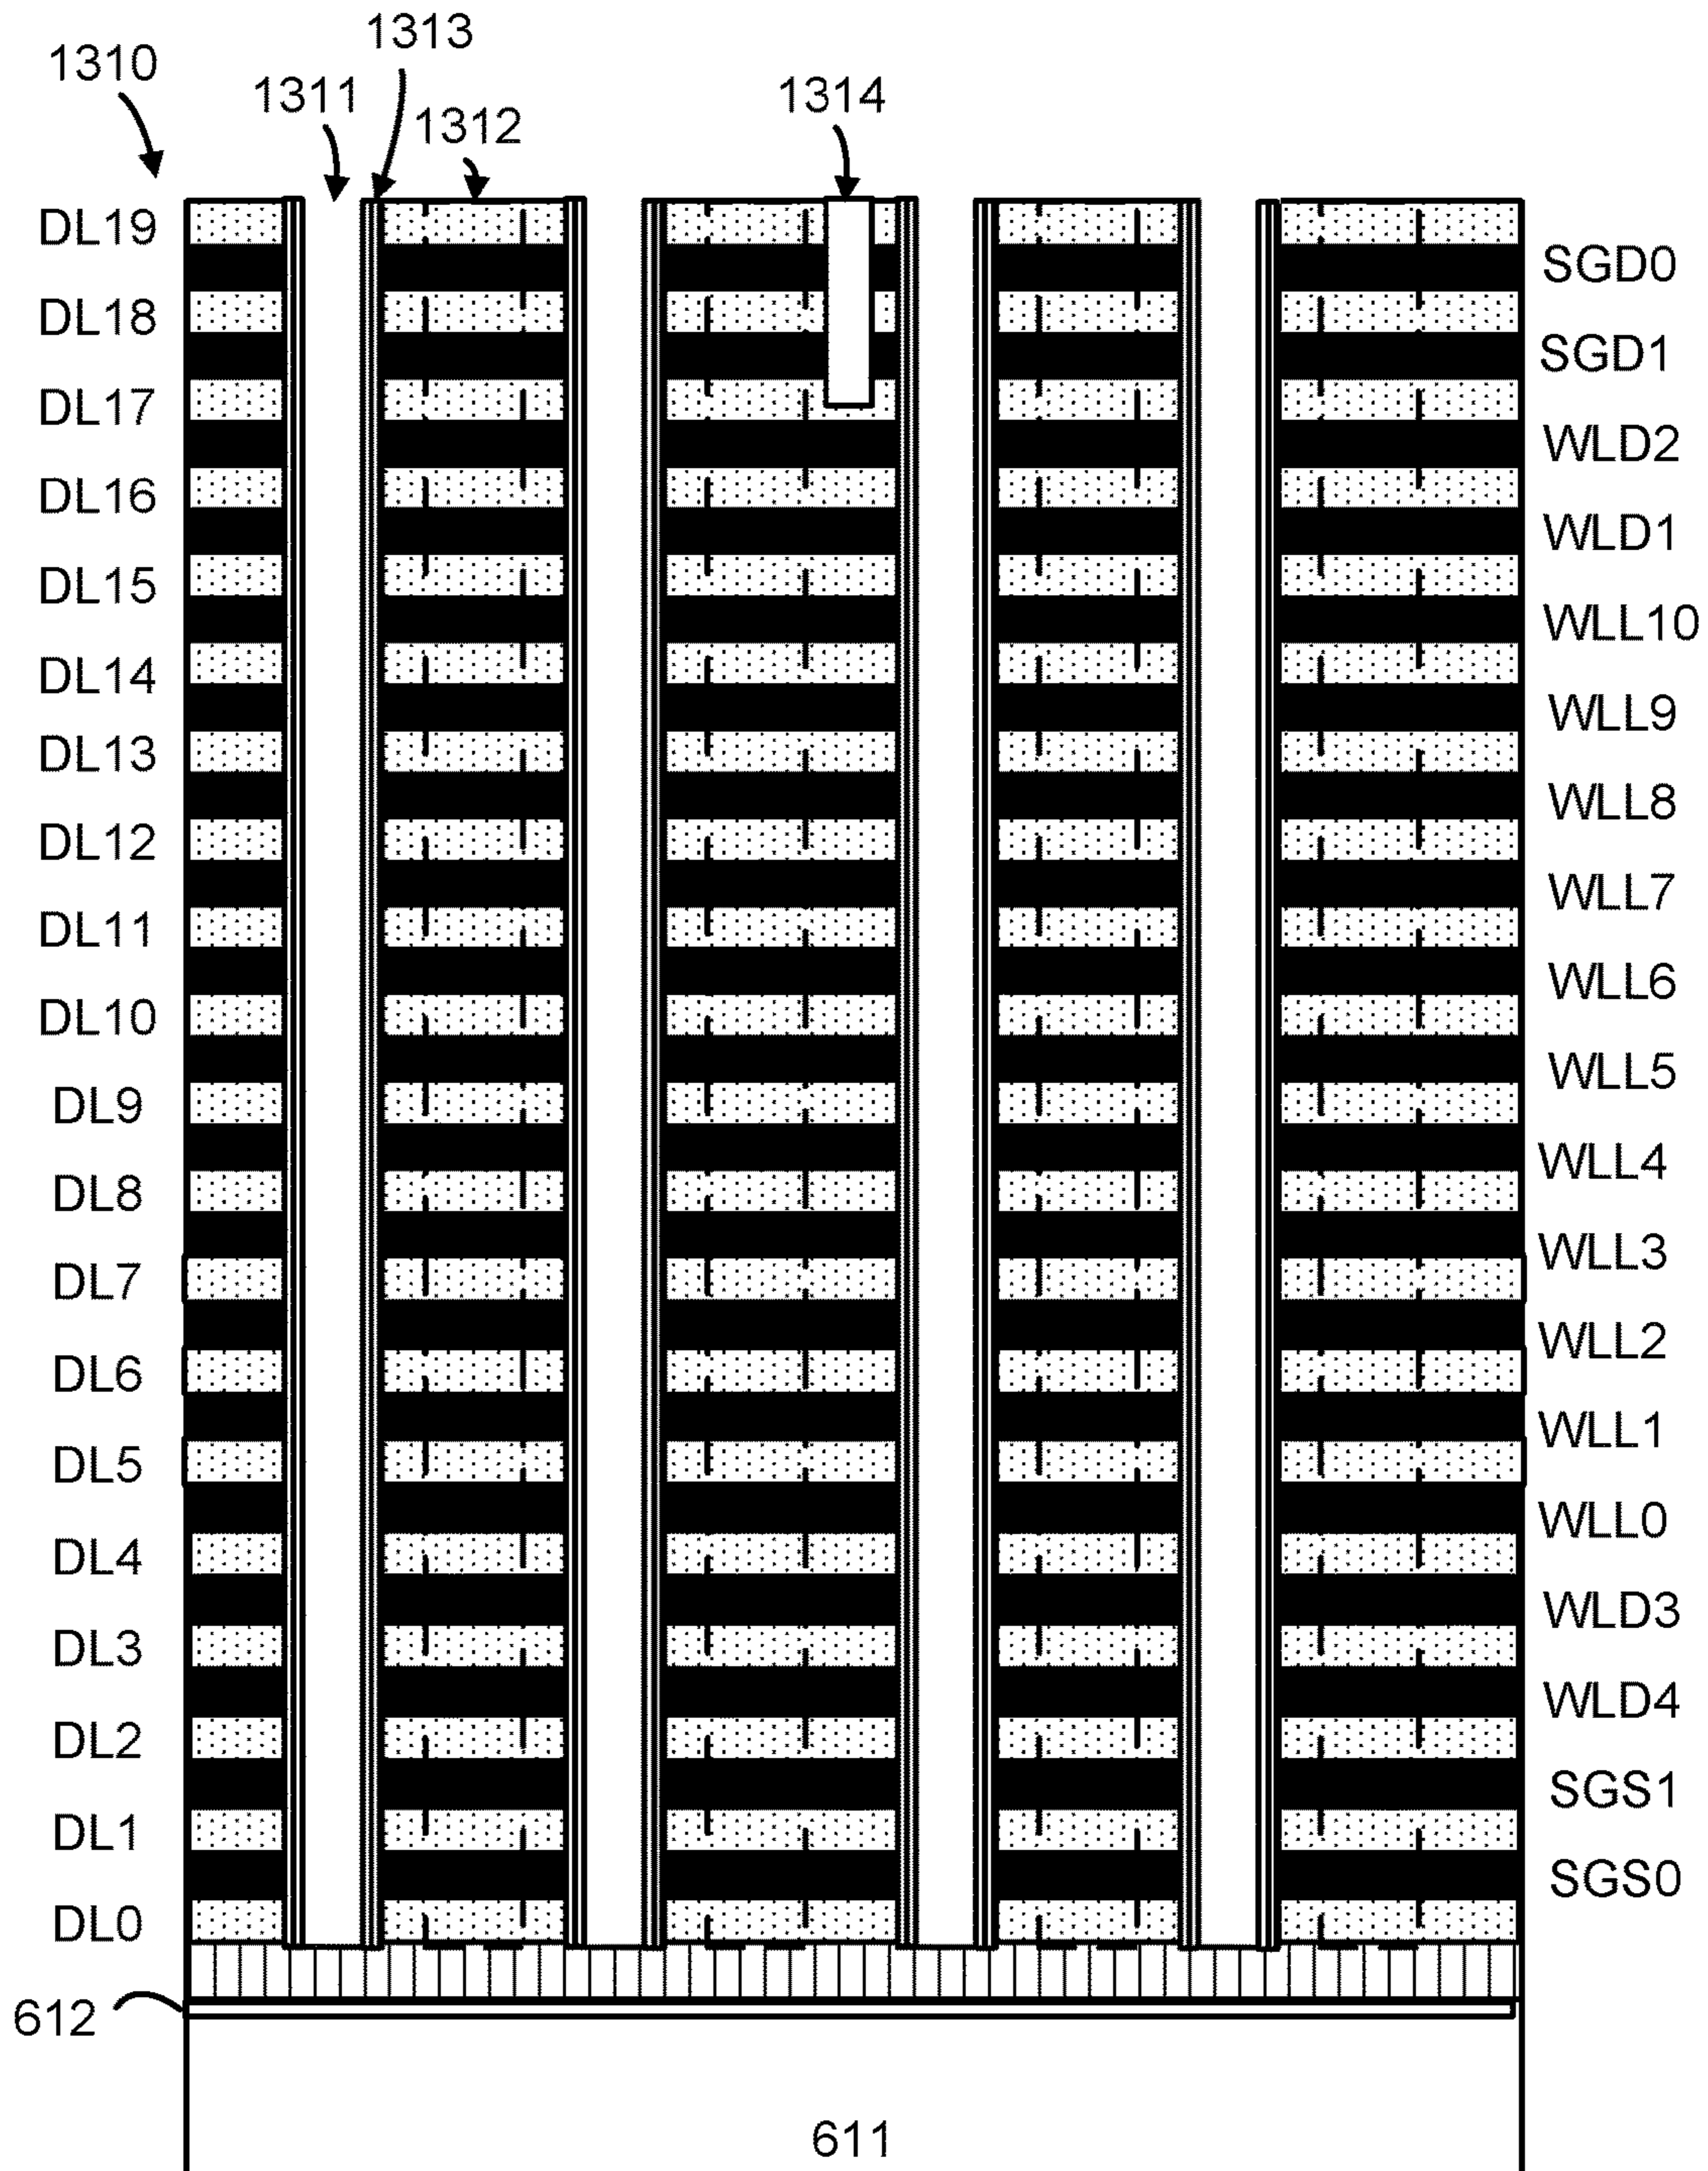 1313
1310
1311
1314
1312
DL19
SGD0
DL18
SGD1
DL17
WLD2
DL16
WLD1
DL15
WLL10
DL14
WLL9
DL13
WLL8
DL12
WLL7
DL11
WLL6
DL10
WLL5
DL9
WLL4
DL8
WLL3
DL7
WLL2
DL6
WLL1
DL5
WLL0
DL4
WLD3
DL3
WLD4
DL2
SGS1
DL1
SGS0
DL0
612
611